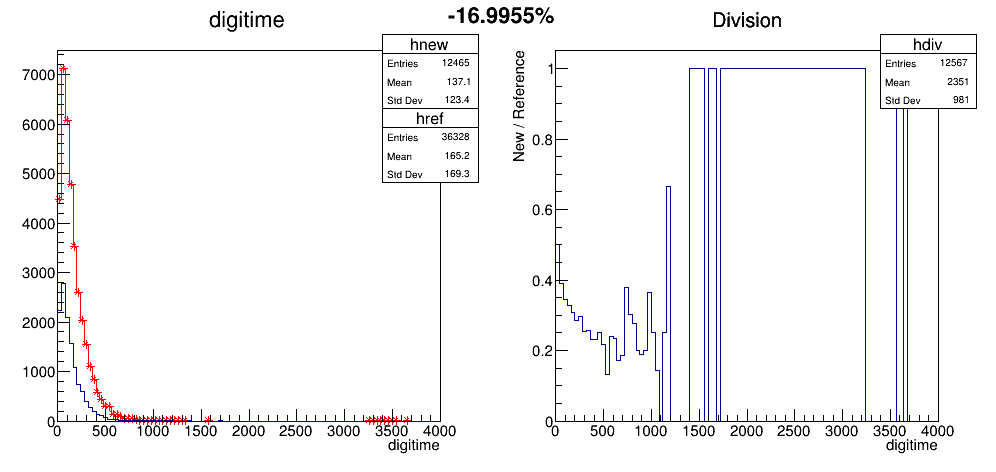 -16.9955%
digitime
hnew
Entries 12465
Mean 137.1
Std Dev 123.4
href
Entries 36328
Mean 165.2
Std Dev 169.3
7000
6000
5000
4000
3000
2000
1000
0
0 500 1000 1500 2000 2500 3000 3500 4000
digitime
Division
hdiv
Entries 12567
Mean 2351
Std Dev 981
New / Reference
1
0.8
0.6
0.4
0.2
0
0 500 1000 1500 2000 2500 3000 3500 4000
digitime